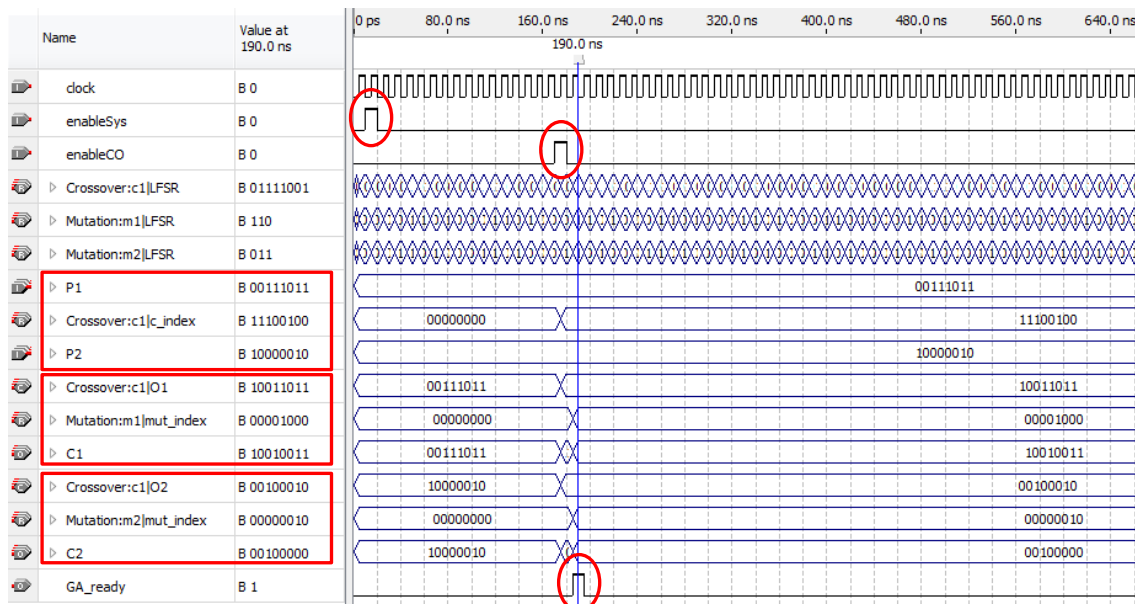 Name Value at 190.0 ns 0 ps 80.0 ns 160.0 ns 240.0 ns 320.0 ns 400.0 ns 480.0 ns 560.0 ns 640.0 ns
190.0 ns
clock B 0
enableSys B 0
enableCO B 0
Crossover:c1|LFSR B 01111001
Mutation:m1|LFSR B 110
Mutation:m2|LFSR B 011
P1 B 00111011 00111011
Crossover:c1|c_index B 11100100 00000000 11100100
P2 B 10000010 10000010
Crossover:c1|O1 B 10011011 00111011 10011011
Mutation:m1|mut_index B 00001000 00000000 00001000
C1 B 10010011 00111011 10010011
Crossover:c1|O2 B 00100010 10000010 00100010
Mutation:m2|mut_index B 00000010 00000000 00000010
C2 B 00100000 10000010 00100000
GA_ready B 1